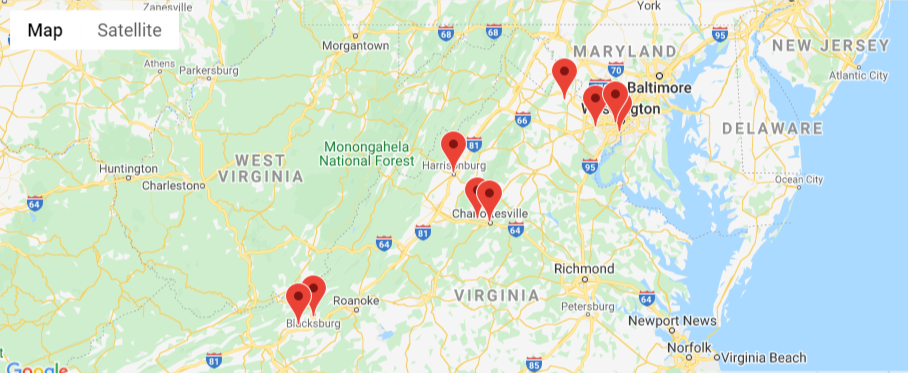 Zanesville
York
Map
Satellite
68
68
95
Morgantown
MARYLAND
NEW JERSEY
Athens
Parkersburg
70
Baltimore
Atlantic City
Washington
66
DELAWARE
81
Monongahela
National Forest
Harrisonburg
WEST
VIRGINIA
Huntington
Charleston
95
Ocean City
64
Charlottesville
81
64
64
Richmond
Roanoke
VIRGINIA
64
Petersburg
Blacksburg
Newport News
Norfolk
Virginia Beach
81
85
Google